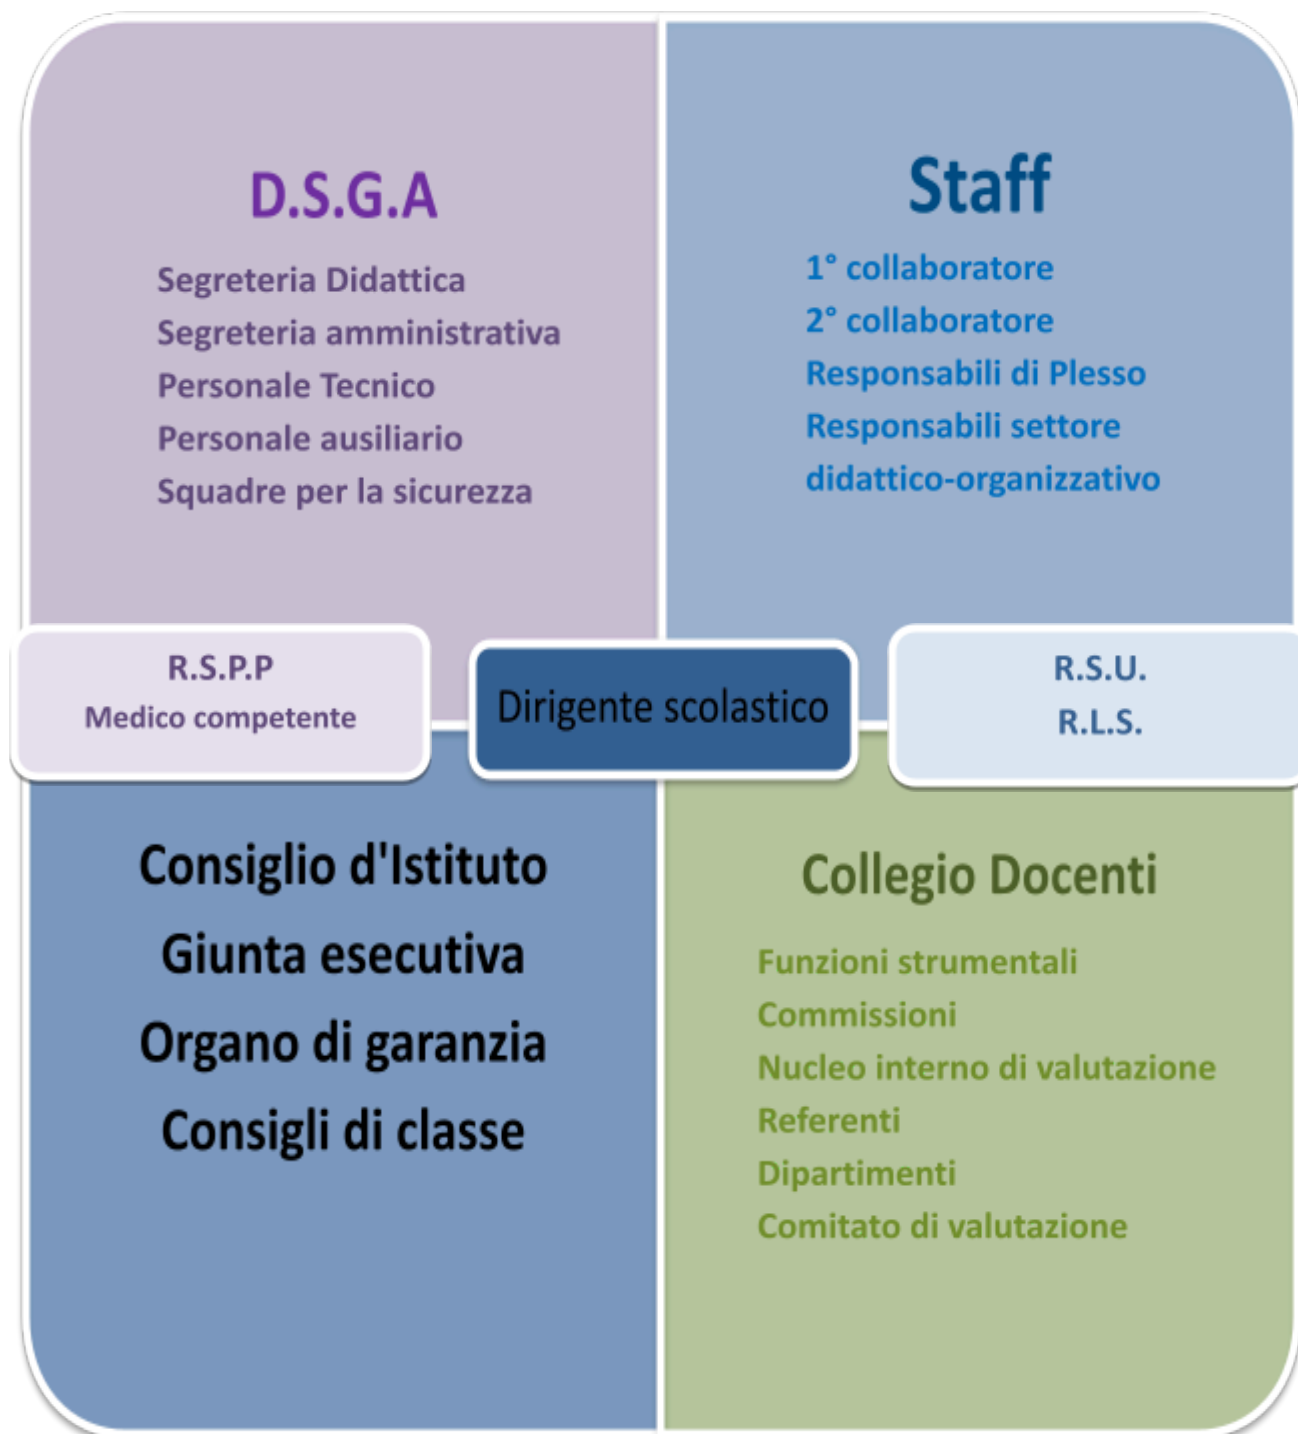 D.S.G.A
Segreteria Didattica
Segreteria amministrativa
Personale Tecnico
Personale ausiliario
Squadre per la sicurezza
Staff
1° collaboratore
2° collaboratore
Responsabili di Plesso
Responsabili settore
didattico-organizzativo
R.S.P.P
Medico competente
Dirigente scolastico
R.S.U.
R.L.S.
Consiglio d'Istituto
Giunta esecutiva
Organo di garanzia
Consigli di classe
Collegio Docenti
Funzioni strumentali
Commissioni
Nucleo interno di valutazione
Referenti
Dipartimenti
Comitato di valutazione